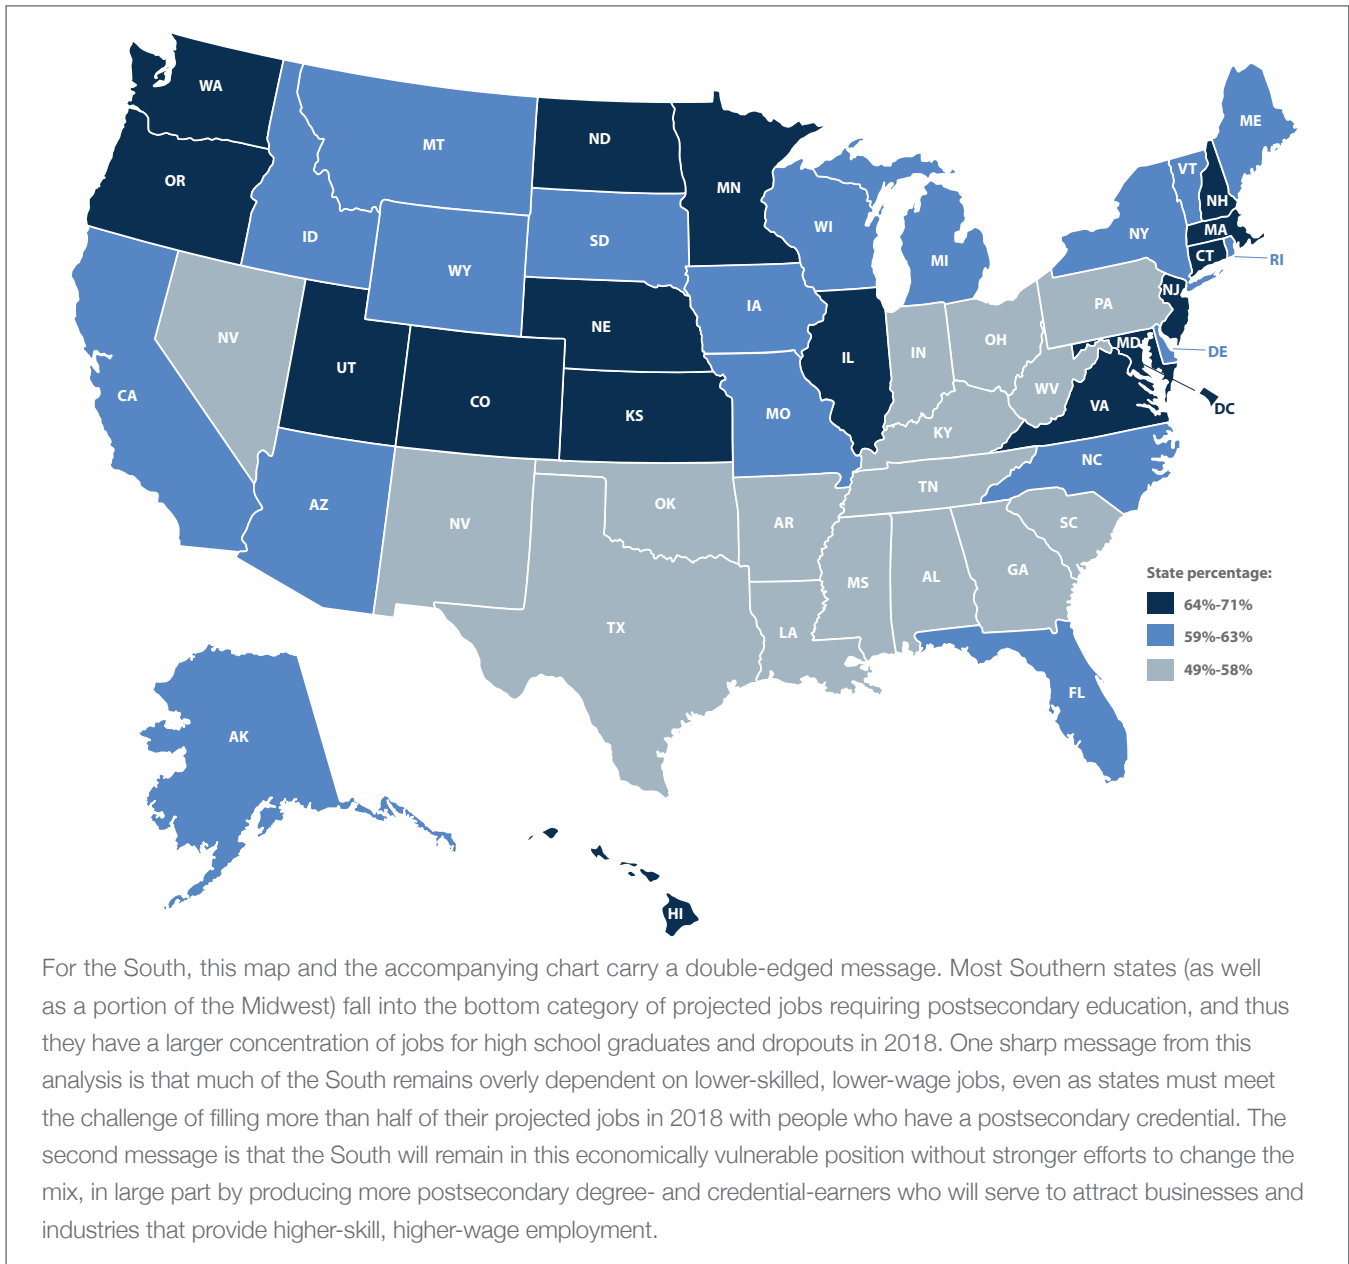 WA
MT
ND
MN
ME
VT
NH
OR
ID
SD
WI
MI
NY
MA
CT
RI
WY
IA
NE
PA
NJ
NV
UT
CO
KS
MO
IL
IN
OH
WV
MD
DE
DC
VA
CA
KY
NC
AZ
NV
OK
AR
TN
SC
MS
AL
GA
TX
LA
FL
AK
HI
State percentage:
64%-71%
59%-63%
49%-58%
For the South, this map and the accompanying chart carry a double-edged message. Most Southern states (as well
as a portion of the Midwest) fall into the bottom category of projected jobs requiring postsecondary education, and thus
they have a larger concentration of jobs for high school graduates and dropouts in 2018. One sharp message from this
analysis is that much of the South remains overly dependent on lower-skilled, lower-wage jobs, even as states must meet
the challenge of filling more than half of their projected jobs in 2018 with people who have a postsecondary credential. The
second message is that the South will remain in this economically vulnerable position without stronger efforts to change the
mix, in large part by producing more postsecondary degree- and credential-earners who will serve to attract businesses and
industries that provide higher-skill, higher-wage employment.